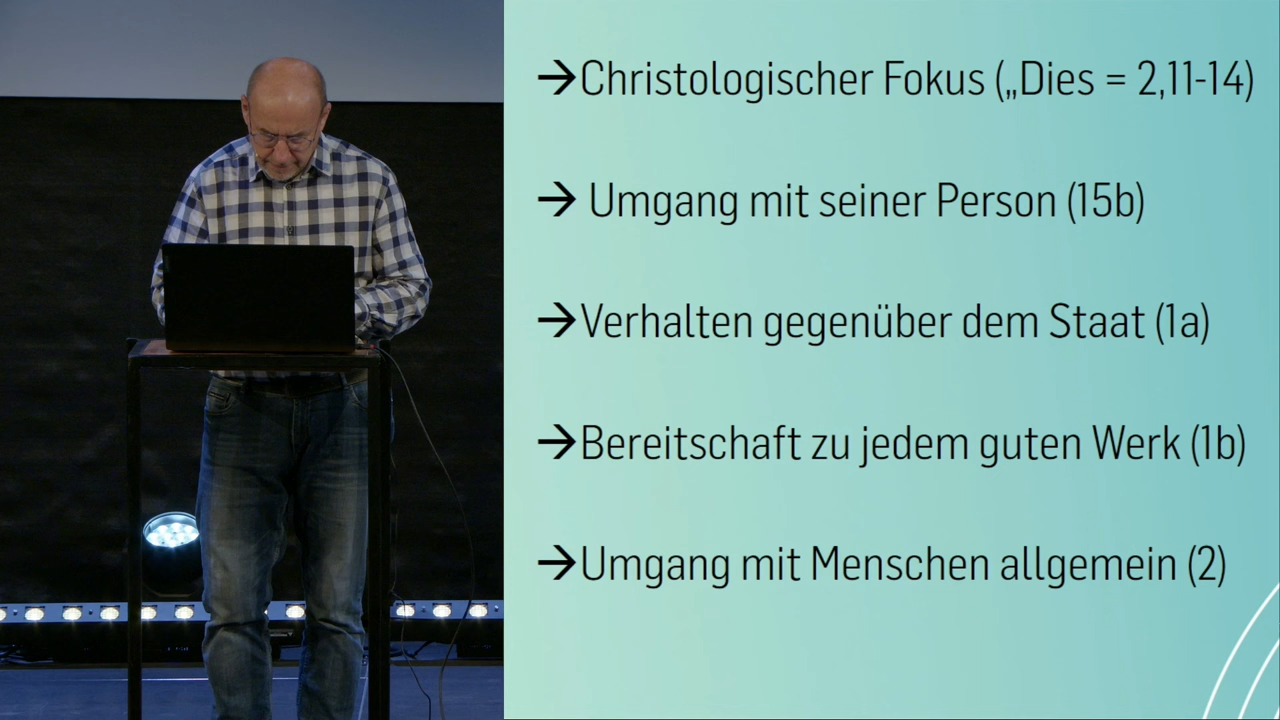 →Christologischer Fokus („Dies = 2,11-14)
→ Umgang mit seiner Person (15b)
→Verhalten gegenüber dem Staat (1a)
→Bereitschaft zu jedem guten Werk (1b)
→Umgang mit Menschen allgemein (2)